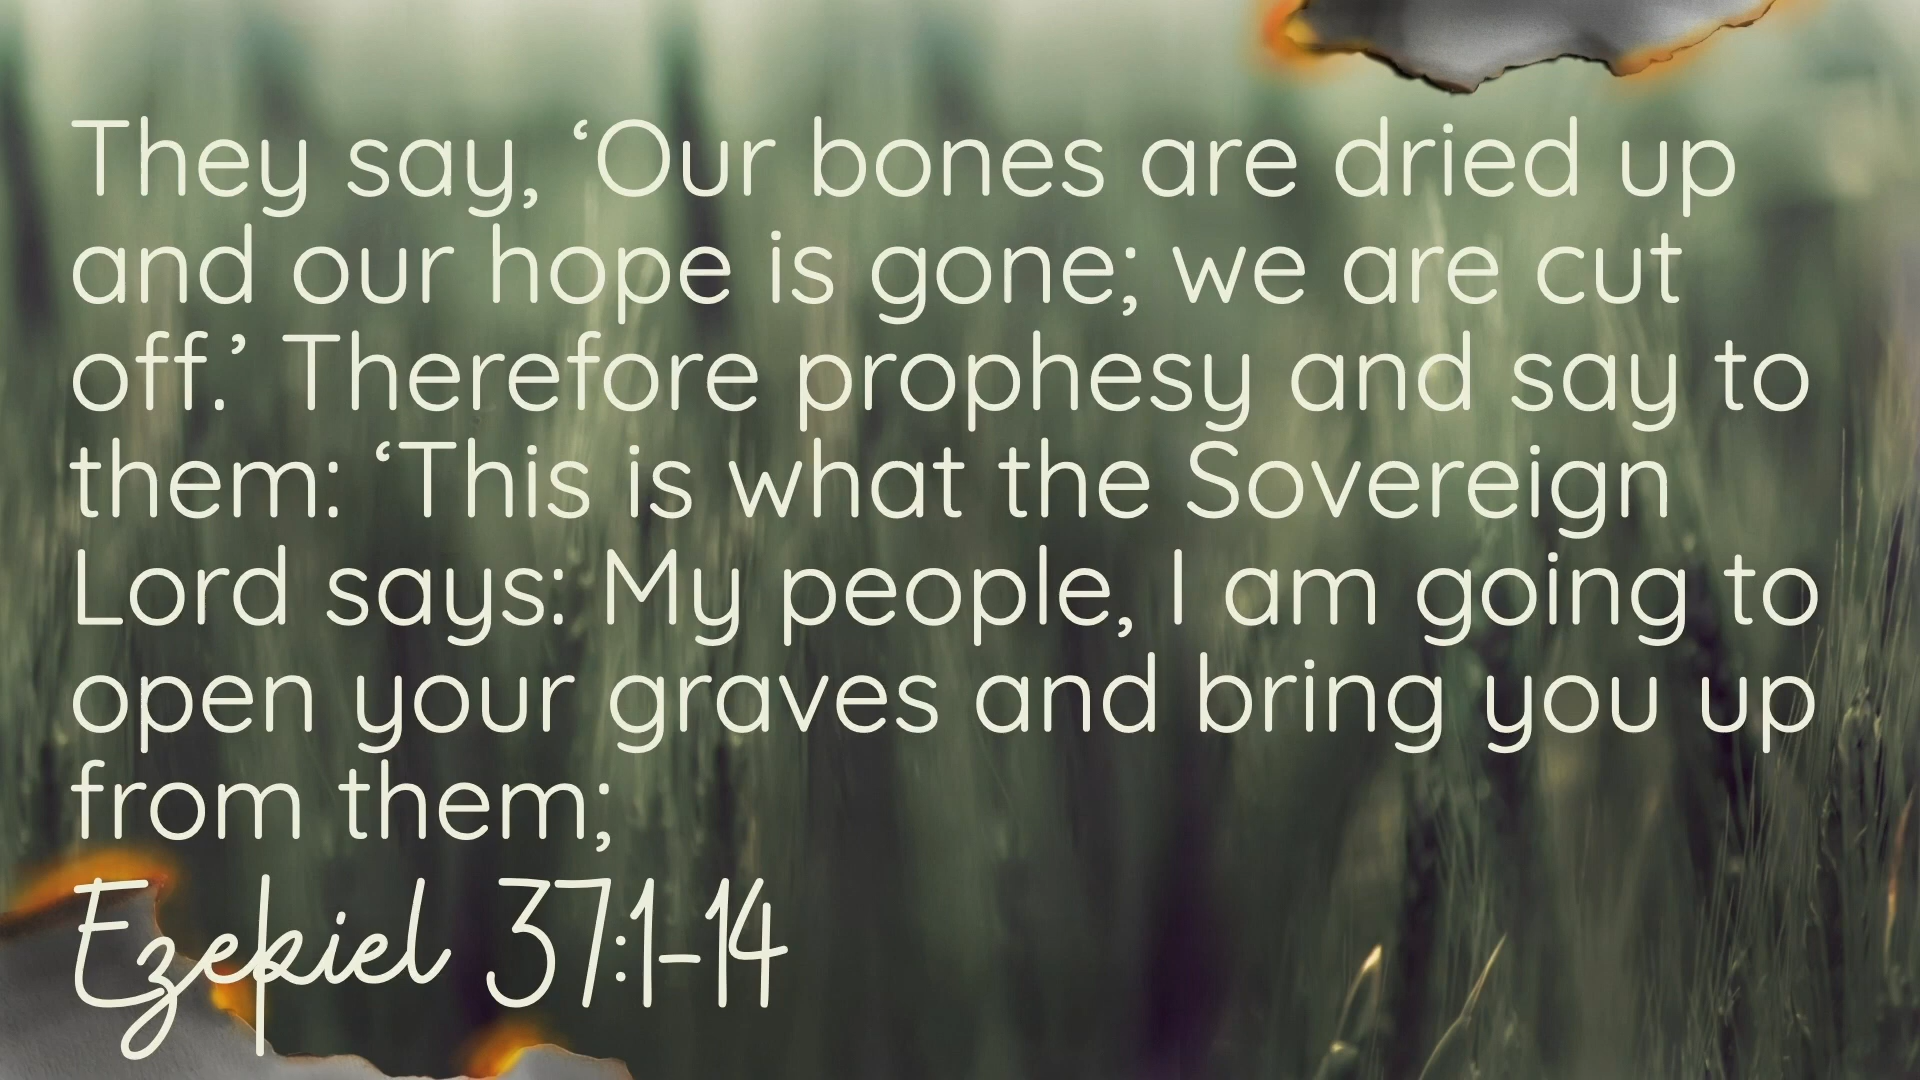 They say, ‘Our bones are dried up
and our hope is gone; we are cut
off.’ Therefore prophesy and say to
them: ‘This is what the Sovereign
Lord says: My people, I am going to
open your graves and bring you up
from them;
Ezekiel 37:1-14